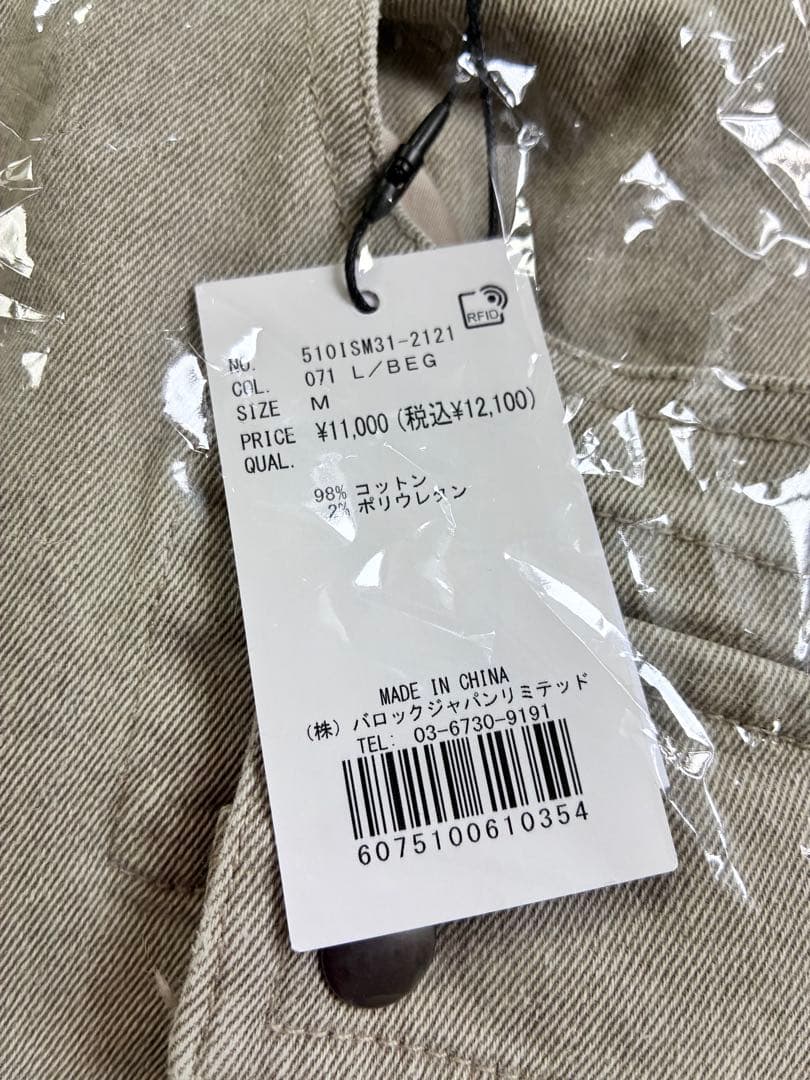 RFID
NO. 510ISM31-2121
COL. 071 L/BEG
SIZE M
PRICE ¥11,000 (税込¥12,100)
QUAL.
98% コットン
2% ポリウレタン
MADE IN CHINA
(株) バロックジャパンリミテッド
TEL: 03-6730-9191
6075100610354